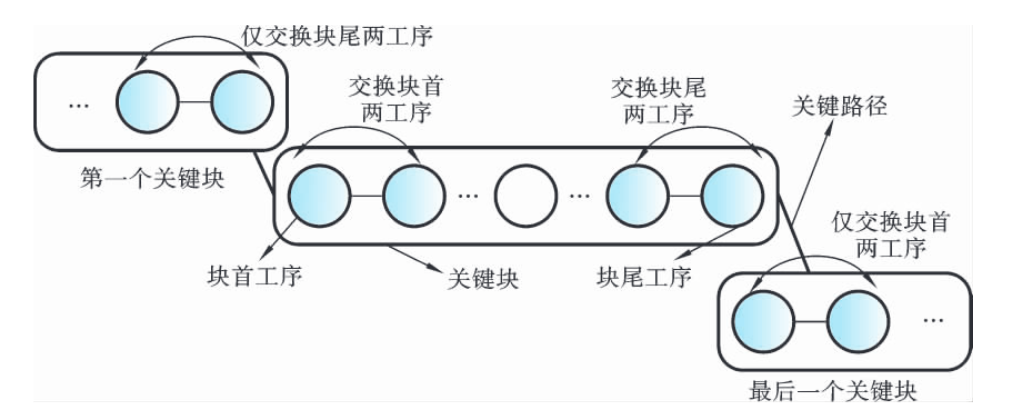 仅交换块尾两工序
...
第一个关键块
交换块首
两工序
交换块尾
两工序
关键路径
...
...
块首工序
关键块
块尾工序
仅交换块首
两工序
...
最后一个关键块